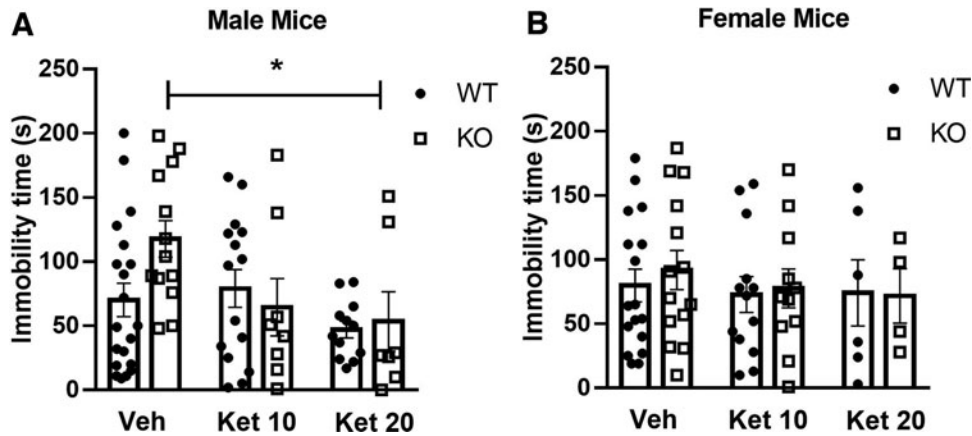 A
Male Mice
Immobility time (s)
250
200
150
100
50
0
*
WT
KO
Veh
Ket 10
Ket 20
B
Female Mice
Immobility time (s)
250
200
150
100
50
0
WT
KO
Veh
Ket 10
Ket 20